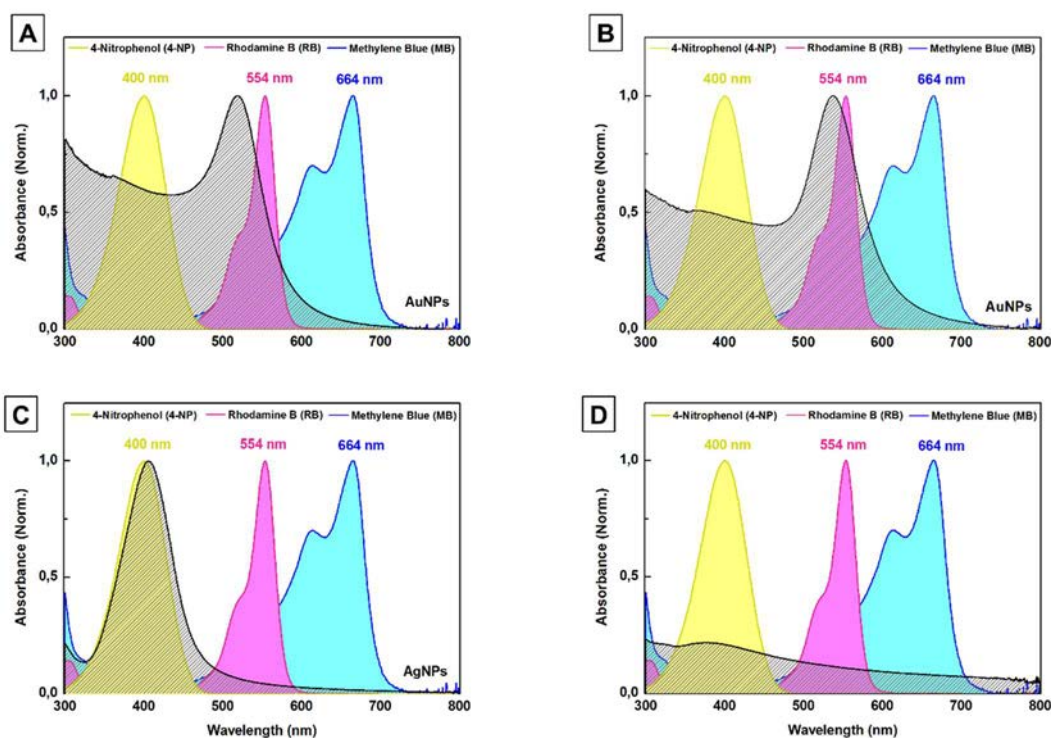 A
4-Nitrophenol (4-NP) Rhodamine B (RB) Methylene Blue (MB)
400 nm 554 nm 664 nm
1,0
0,5
0,0
Absorbance (Norm.)
AuNPs
300 400 500 600 700 800
B
4-Nitrophenol (4-NP) Rhodamine B (RB) Methylene Blue (MB)
400 nm 554 nm 664 nm
1,0
0,5
0,0
Absorbance (Norm.)
AuNPs
300 400 500 600 700 800
C
4-Nitrophenol (4-NP) Rhodamine B (RB) Methylene Blue (MB)
400 nm 554 nm 664 nm
1,0
0,5
0,0
Absorbance (Norm.)
AgNPs
300 400 500 600 700 800
Wavelength (nm)
D
4-Nitrophenol (4-NP) Rhodamine B (RB) Methylene Blue (MB)
400 nm 554 nm 664 nm
1,0
0,5
0,0
Absorbance (Norm.)
300 400 500 600 700 800
Wavelength (nm)